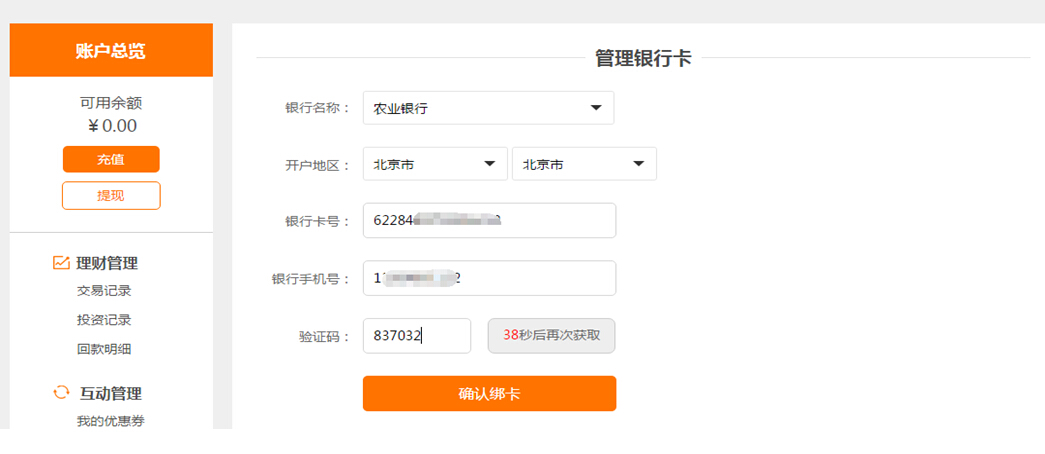 账户总览
可用余额
¥0.00
充值
提现
理财管理
交易记录
投资记录
回款明细
互动管理
我的优惠券
管理银行卡
银行名称： 农业银行
开户地区： 北京市 北京市
银行卡号： 62284
银行手机号： 1 2
验证码： 837032 38秒后再次获取
确认绑卡